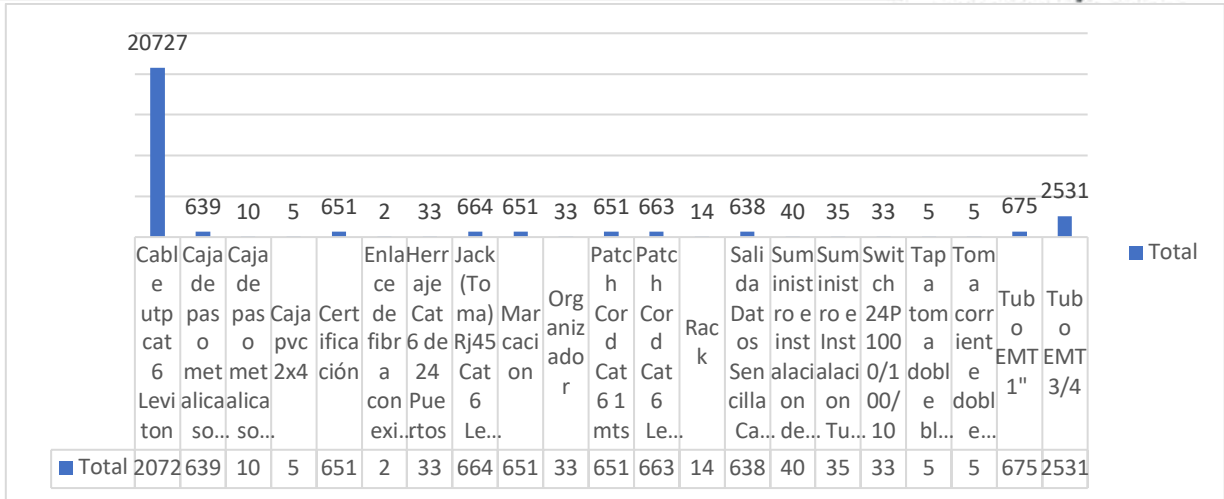 20727
639 10 5 651 2 33 664 651 33 651 663 14 638 40 35 33 5 5 675 2531
Cable utp cat 6 Leviton
Caja de paso metalica so...
Caja de paso metalica so...
Caja pvc 2x4
Certificación
Enlace de fibra con exi...
Herraje Cat 6 de 24 Puertos
Jack (Toma) Rj45 Cat 6 Le...
Marcacion
Organizador
Patch Cord Cat 6 1 mts
Patch Cord Cat 6 Le...
Rack
Salida Datos Sencilla Ca...
Suministro e instalacion de...
Suministro e Instalacion Tu...
Switch 24P 1000/100/10
Tapa toma doble bl...
Toma corriente doble...
Tubo EMT 1"
Tubo EMT 3/4
Total
Total 2072 639 10 5 651 2 33 664 651 33 651 663 14 638 40 35 33 5 5 675 2531